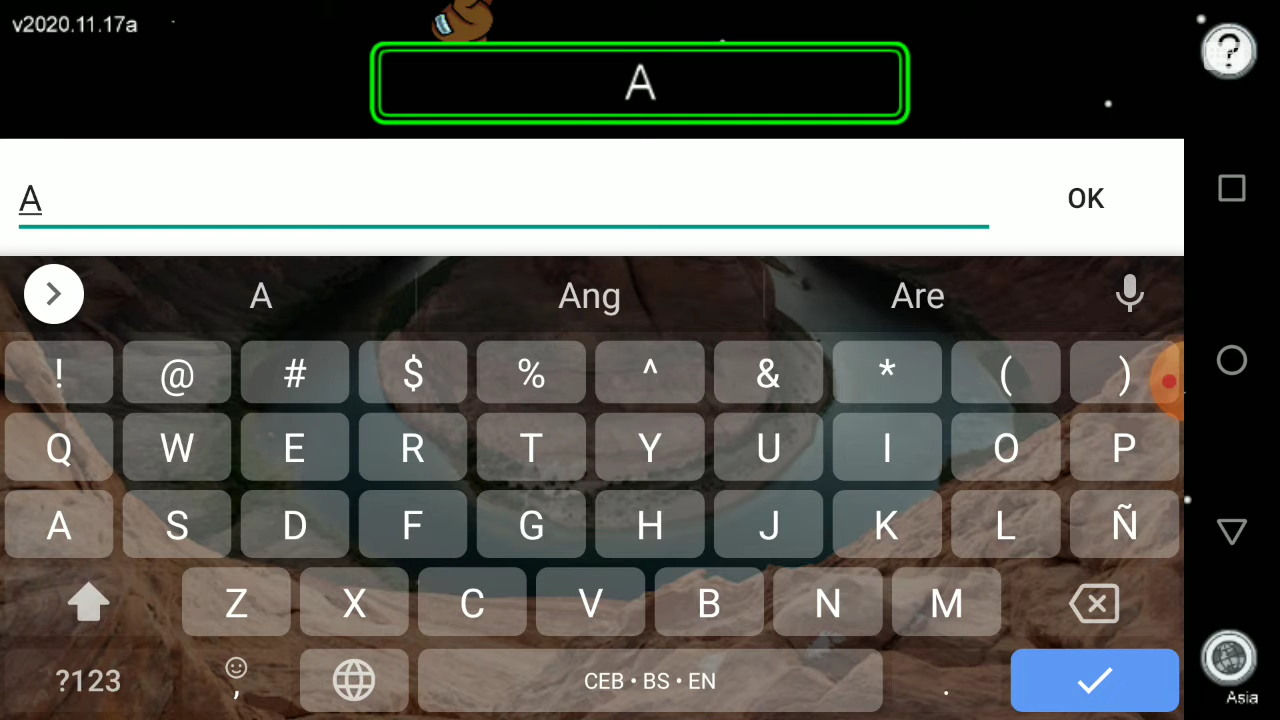 v2020.11.17a
?
A
A
OK
A Ang Are
! @ # $ % ^ & * ( )
Q W E R T Y U I O P
A S D F G H J K L Ñ
Z X C V B N M
?123 , CEB • BS • EN .
Asia